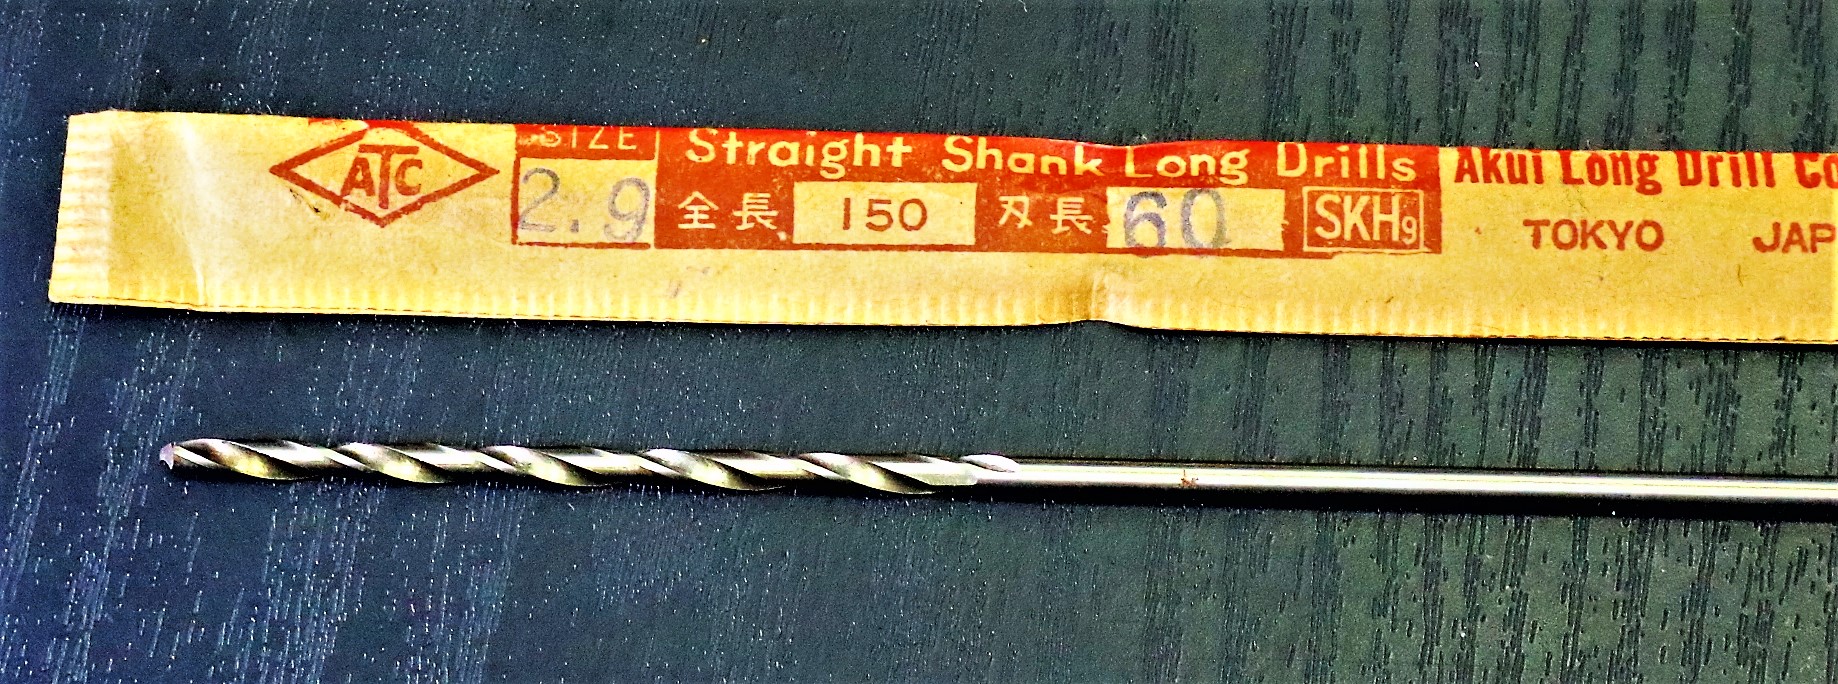 ATC
SIZE
2.9
Straight Shank Long Drills
全長 150 刃長 60 SKH9
Akui Long Drill Co
TOKYO JAP